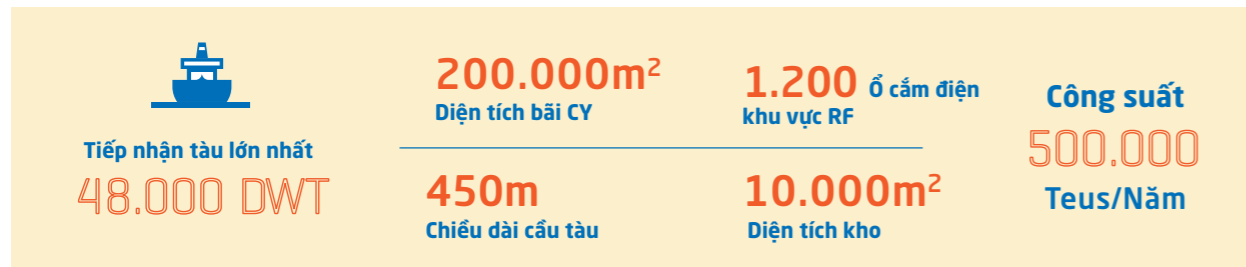 Tiếp nhận tàu lớn nhất
48.000 DWT
200.000m²
Diện tích bãi CY
1.200 Ổ cắm điện
khu vực RF
450m
Chiều dài cầu tàu
10.000m²
Diện tích kho
Công suất
500.000
Teus/Năm